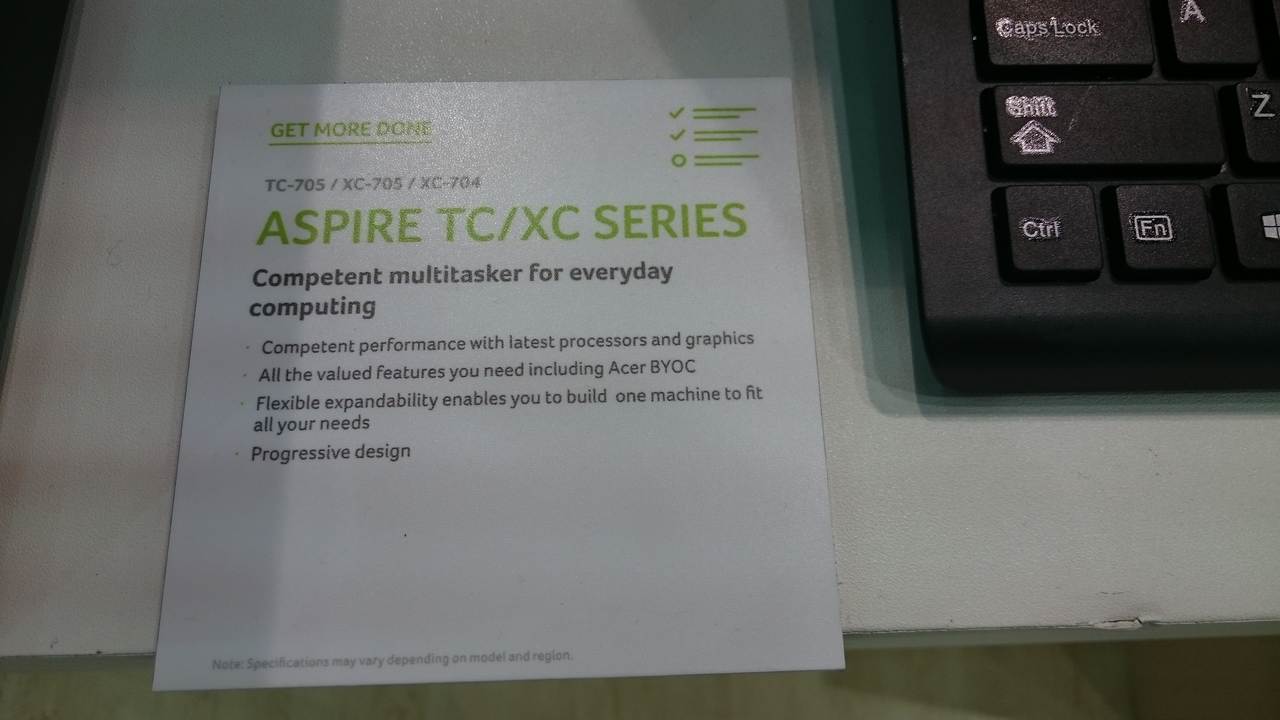 GET MORE DONE
TC-705 / XC-705 / XC-704
ASPIRE TC/XC SERIES
Competent multitasker for everyday
computing
· Competent performance with latest processors and graphics
· All the valued features you need including Acer BYOC
· Flexible expandability enables you to build one machine to fit
all your needs
· Progressive design
Note: Specifications may vary depending on model and region.
Caps Lock A
Shift Z
Ctrl Fn